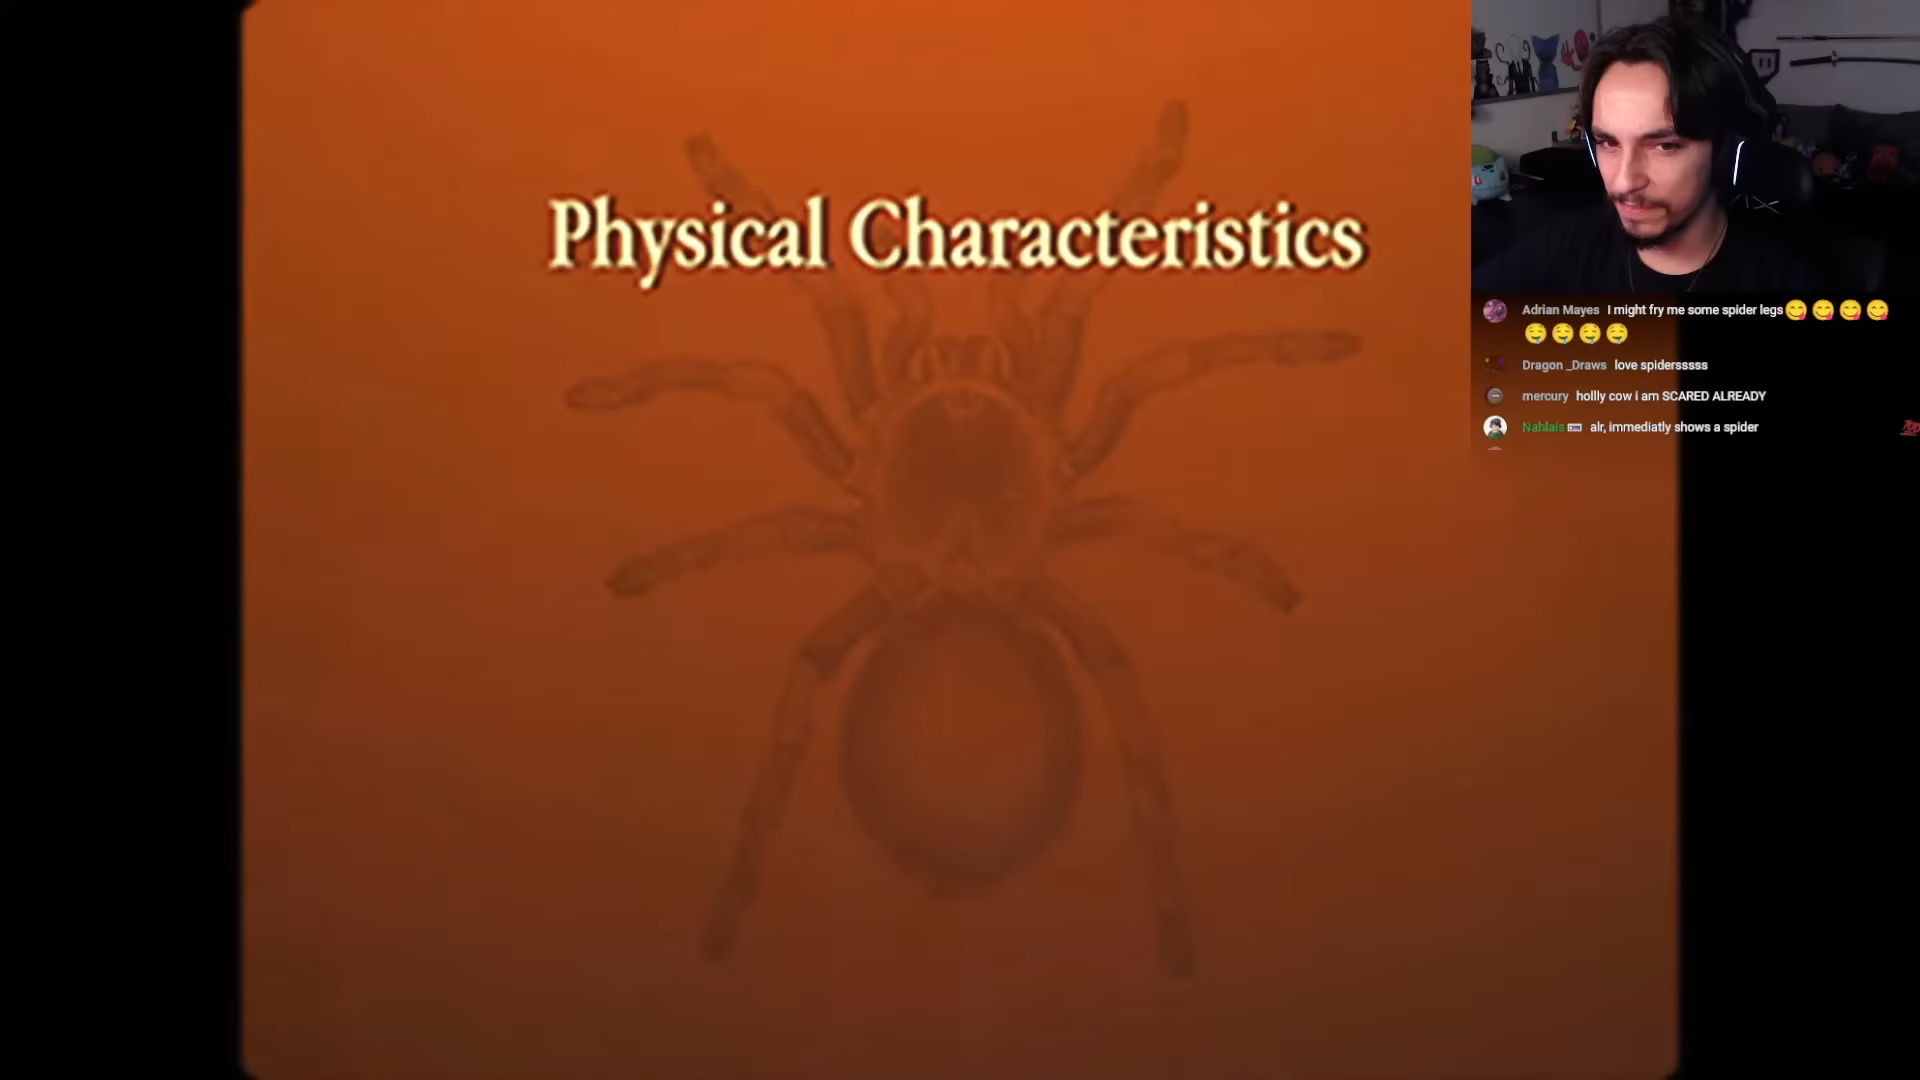 Physical Characteristics
Adrian Mayes I might fry me some spider legs😋😋😋😋
🤤🤤🤤🤤
Dragon _Draws love spidersssss
mercury hollly cow i am SCARED ALREADY
Nahlais alr, immediatly shows a spider